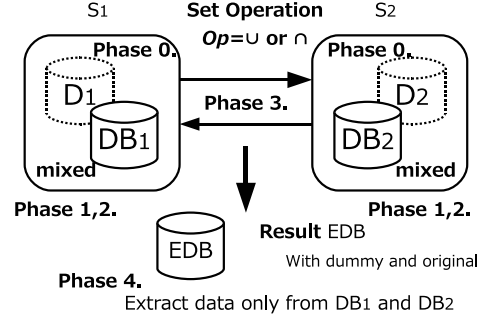 S1 Set Operation S2
Op=∪ or ∩
Phase 0. Phase 0.
D1 Phase 3. D2
DB1 DB2
mixed mixed
Phase 1,2. Phase 1,2.
Result EDB
EDB
With dummy and original
Phase 4.
Extract data only from DB1 and DB2